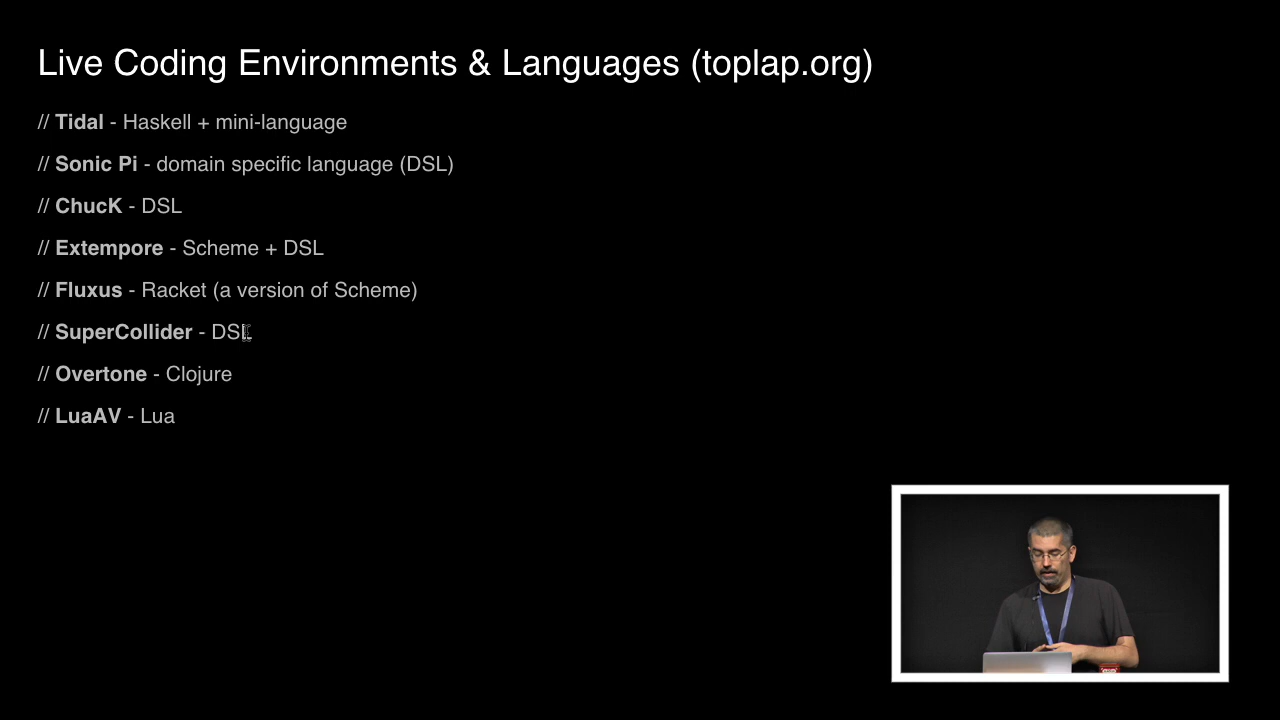 Live Coding Environments & Languages (toplap.org)
// Tidal - Haskell + mini-language
// Sonic Pi - domain specific language (DSL)
// ChucK - DSL
// Extempore - Scheme + DSL
// Fluxus - Racket (a version of Scheme)
// SuperCollider - DSL
// Overtone - Clojure
// LuaAV - Lua